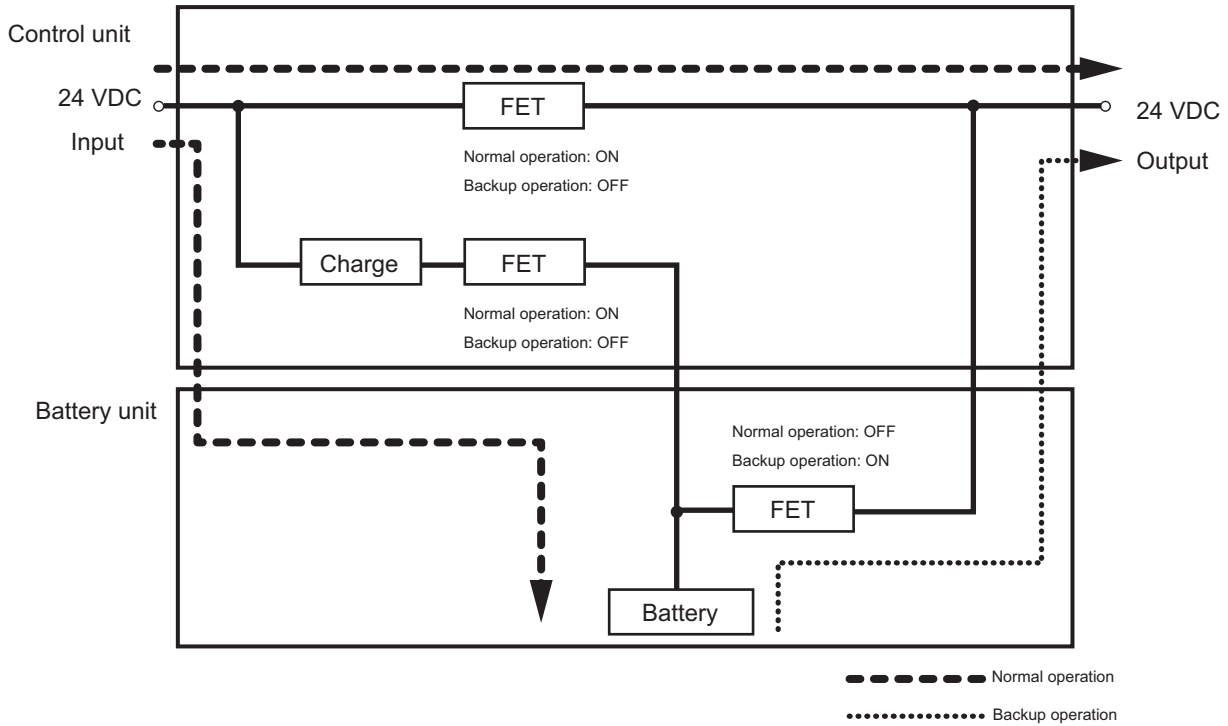 Control unit
24 VDC
Input
FET
Normal operation: ON
Backup operation: OFF
24 VDC
Output
Charge
FET
Normal operation: ON
Backup operation: OFF
Battery unit
Normal operation: OFF
Backup operation: ON
FET
Battery
Normal operation
Backup operation